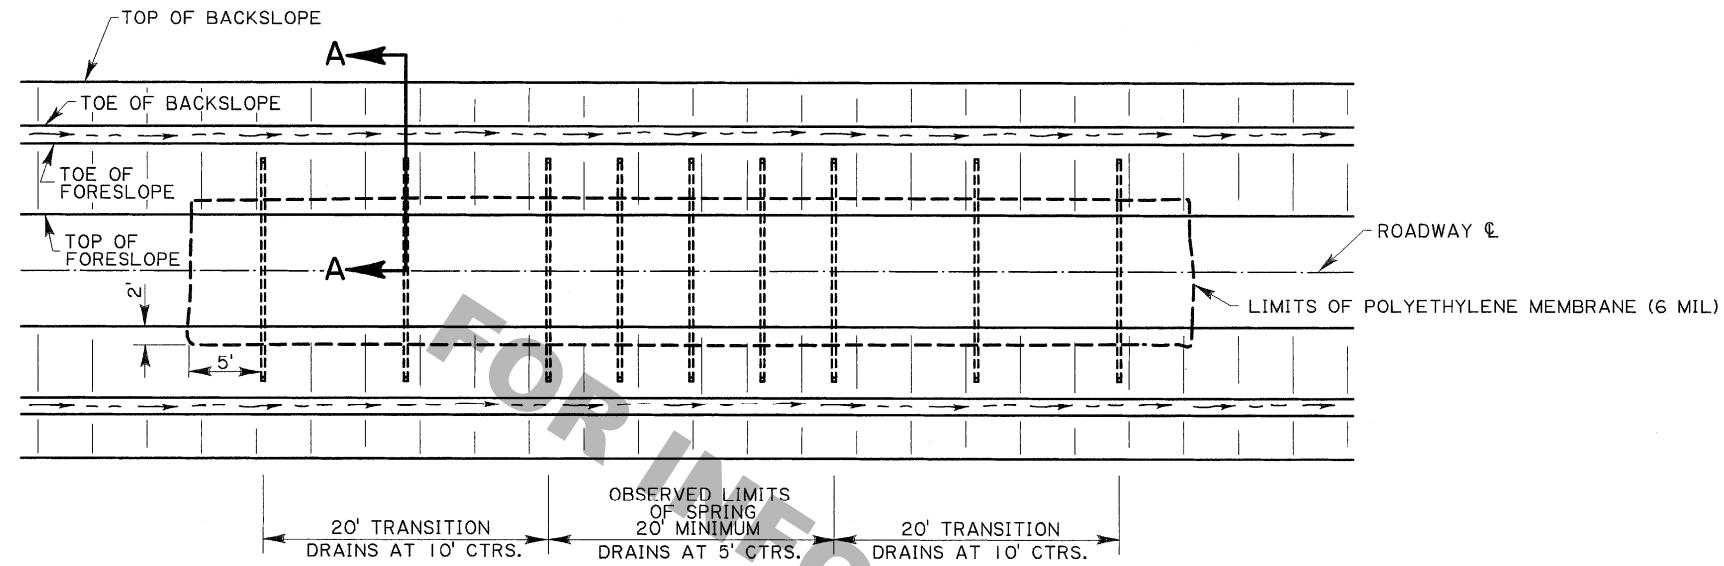 TOP OF BACKSLOPE
A
TOE OF BACKSLOPE
TOE OF
FORESLOPE
TOP OF
FORESLOPE
A
ROADWAY ℄
2'
LIMITS OF POLYETHYLENE MEMBRANE (6 MIL)
5'
FOR INFO
OBSERVED LIMITS
OF SPRING
20' TRANSITION
20' MINIMUM
20' TRANSITION
DRAINS AT 10' CTRS.
DRAINS AT 5' CTRS.
DRAINS AT 10' CTRS.